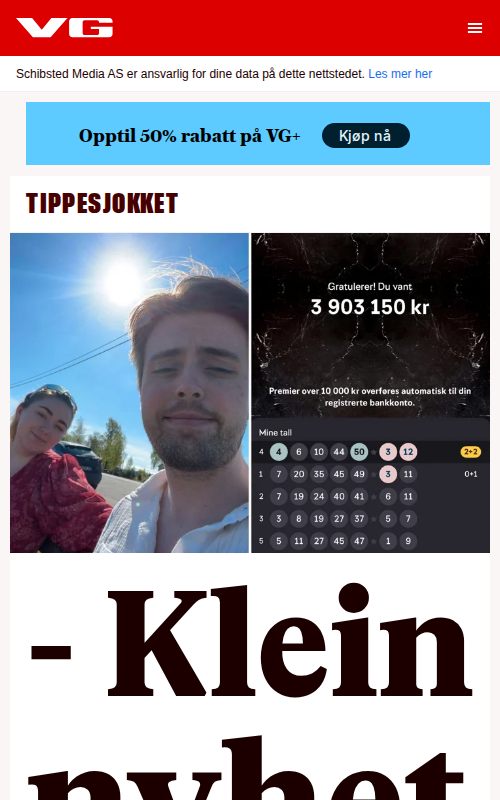 VG
Schibsted Media AS er ansvarlig for dine data på dette nettstedet. Les mer her
Opptil 50% rabatt på VG+ Kjøp nå
TIPPESJOKKET
Gratulerer! Du vant
3 903 150 kr
Premier over 10 000 kr overføres automatisk til din
registrerte bankkonto.
Mine tall
4 4 6 10 44 50 3 12 2+2
1 7 20 35 45 49 3 11 0+1
2 7 19 24 40 41 6 11
3 3 8 19 27 37 5 7
5 5 11 27 45 47 1 9
- Klein
nyhet